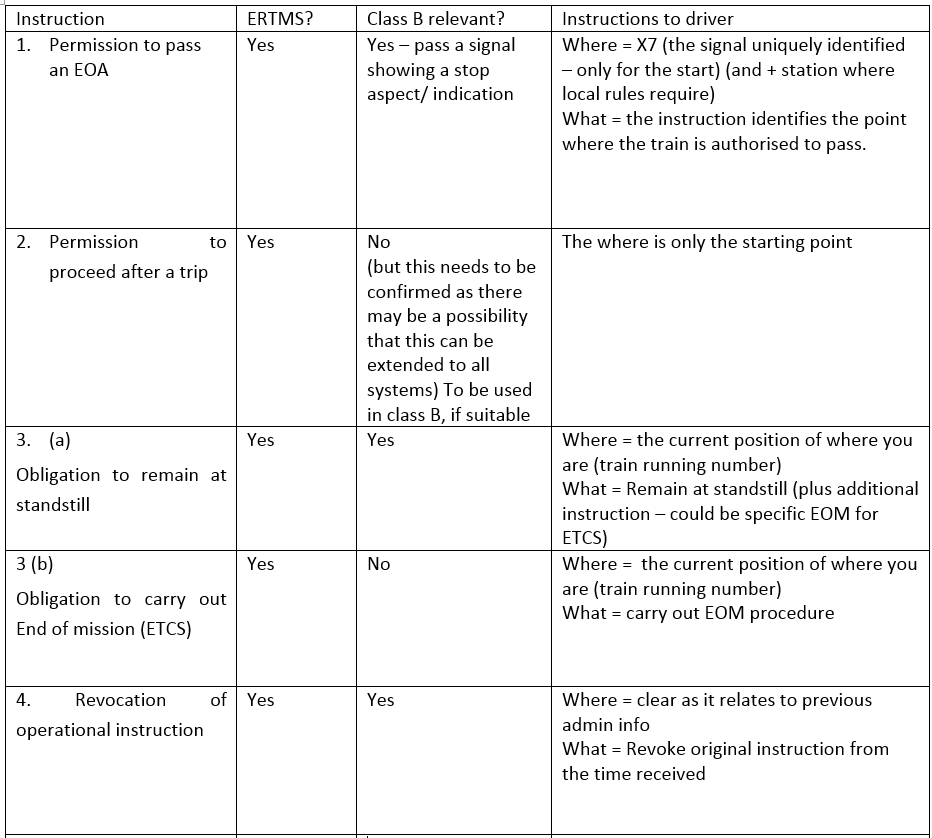 Instruction
ERTMS?
Class B relevant?
Instructions to driver
1. Permission to pass
an EOA
Yes
Yes – pass a signal
showing a stop
aspect/ indication
Where = X7 (the signal uniquely identified
– only for the start) (and + station where
local rules require)
What = the instruction identifies the point
where the train is authorised to pass.
2. Permission to
proceed after a trip
Yes
No
(but this needs to be
confirmed as there
may be a possibility
that this can be
extended to all
systems) To be used
in class B, if suitable
The where is only the starting point
3. (a)
Obligation to remain at
standstill
Yes
Yes
Where = the current position of where you
are (train running number)
What = Remain at standstill (plus additional
instruction – could be specific EOM for
ETCS)
3 (b)
Obligation to carry out
End of mission (ETCS)
Yes
No
Where = the current position of where you
are (train running number)
What = carry out EOM procedure
4. Revocation of
operational instruction
Yes
Yes
Where = clear as it relates to previous
admin info
What = Revoke original instruction from
the time received